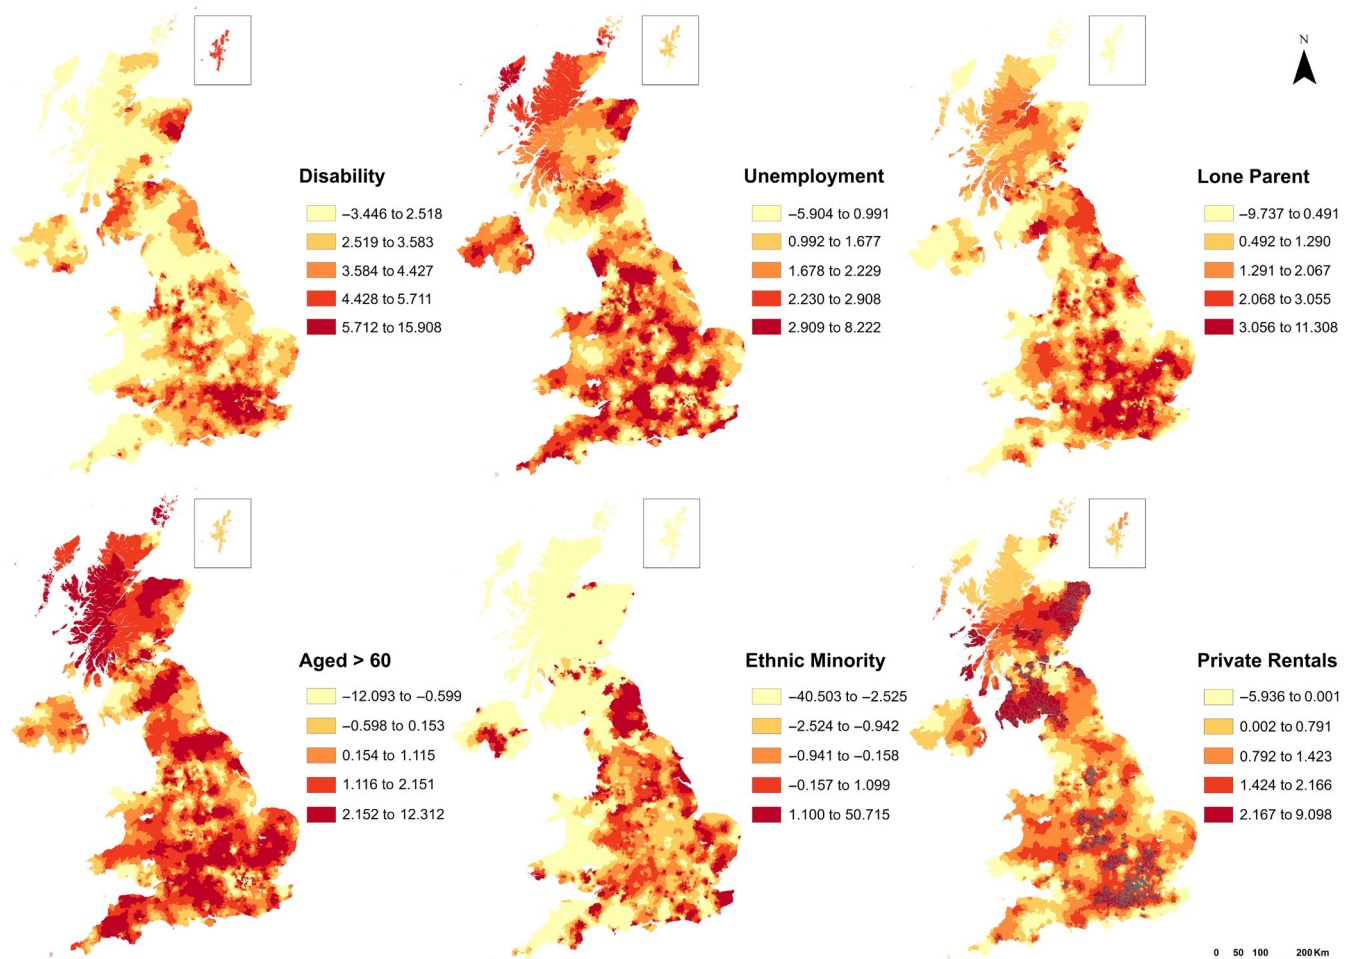 N
Disability
−3.446 to 2.518
2.519 to 3.583
3.584 to 4.427
4.428 to 5.711
5.712 to 15.908
Unemployment
−5.904 to 0.991
0.992 to 1.677
1.678 to 2.229
2.230 to 2.908
2.909 to 8.222
Lone Parent
−9.737 to 0.491
0.492 to 1.290
1.291 to 2.067
2.068 to 3.055
3.056 to 11.308
Aged > 60
−12.093 to −0.599
−0.598 to 0.153
0.154 to 1.115
1.116 to 2.151
2.152 to 12.312
Ethnic Minority
−40.503 to −2.525
−2.524 to −0.942
−0.941 to −0.158
−0.157 to 1.099
1.100 to 50.715
Private Rentals
−5.936 to 0.001
0.002 to 0.791
0.792 to 1.423
1.424 to 2.166
2.167 to 9.098
0 50 100 200 Km